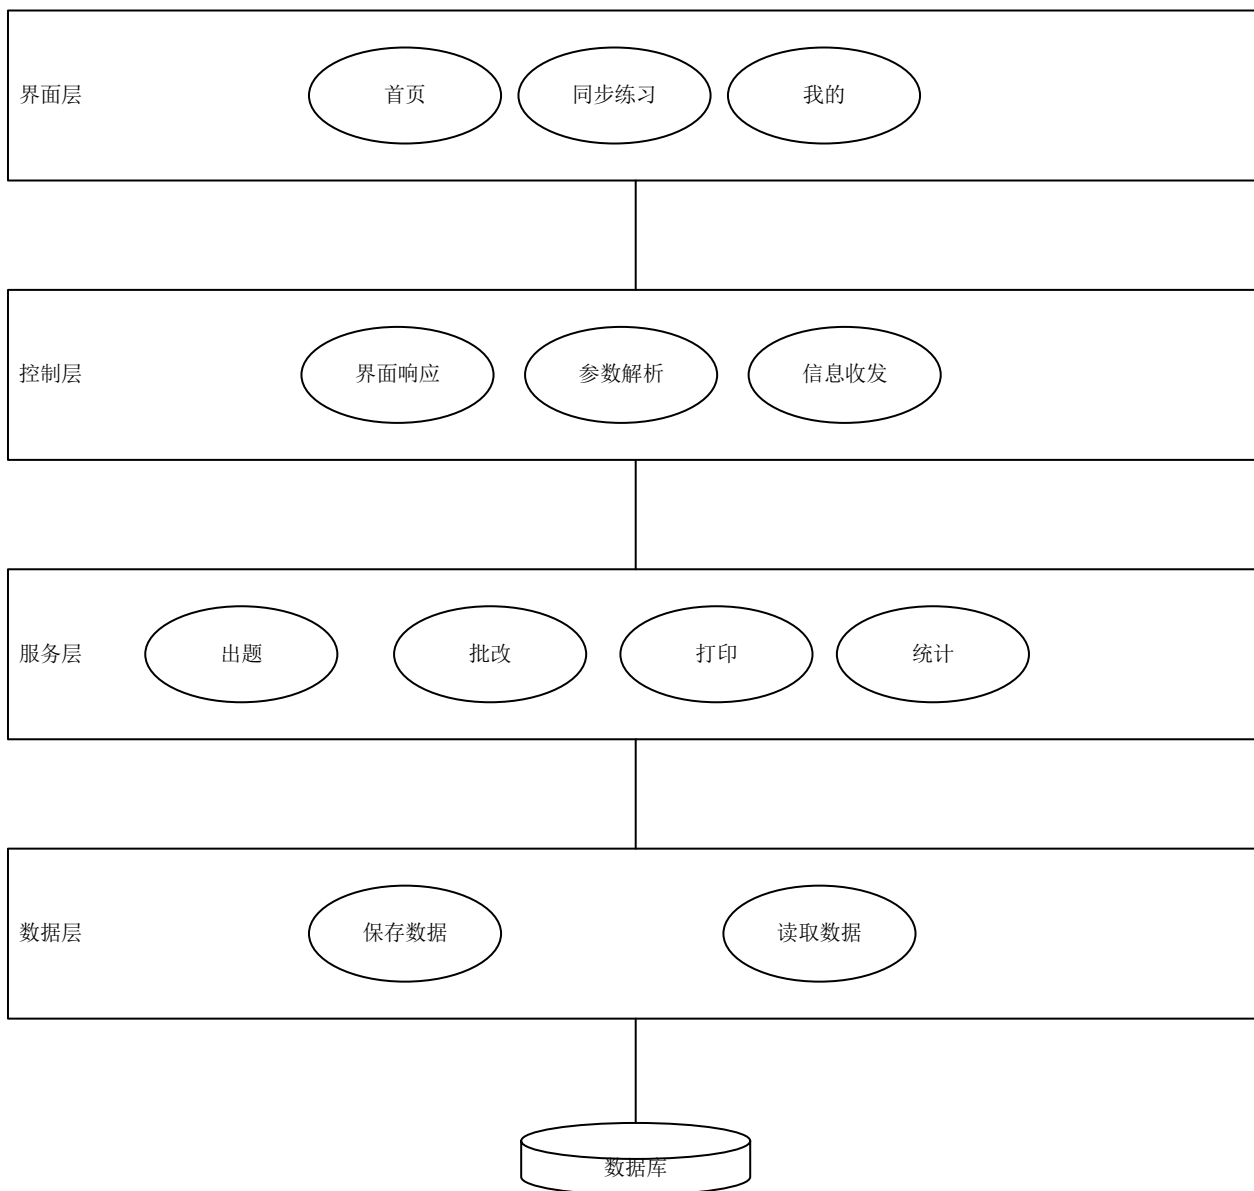 界面层
首页
同步练习
我的
控制层
界面响应
参数解析
信息收发
服务层
出题
批改
打印
统计
数据层
保存数据
读取数据
数据库